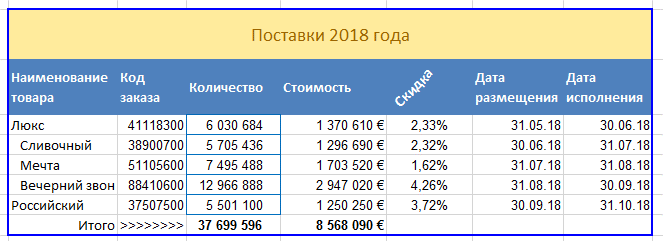 Поставки 2018 года
Наименование товара Код заказа Количество Стоимость Скидка Дата размещения Дата исполнения
Люкс 41118300 6 030 684 1 370 610 € 2,33% 31.05.18 30.06.18
Сливочный 38900700 5 705 436 1 296 690 € 2,32% 30.06.18 31.07.18
Мечта 51105600 7 495 488 1 703 520 € 1,62% 31.07.18 31.08.18
Вечерний звон 88410600 12 966 888 2 947 020 € 4,26% 31.08.18 30.09.18
Российский 37507500 5 501 100 1 250 250 € 3,72% 30.09.18 31.10.18
Итого >>>>>>>> 37 699 596 8 568 090 €